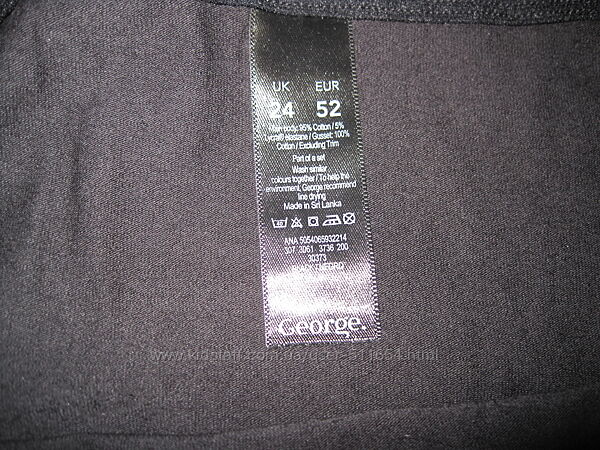 UK EUR
24 52
Main body: 95% Cotton / 5%
lycra® elastane / Gusset: 100%
Cotton / Excluding Trim
Part of a set
Wash similar
colours together / To help the
environment, George recommend
line drying
Made in Sri Lanka
ANA 5054065932214
307 3061 3736 200
30373
George.